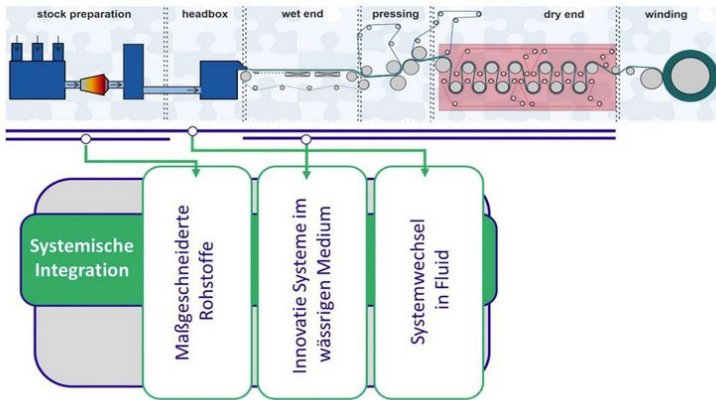 stock preparation
headbox
wet end
pressing
dry end
winding
Systemische
Integration
Maßgeschneiderte
Rohstoffe
Innovatie Systeme im
wässrigen Medium
Systemwechsel
in Fluid